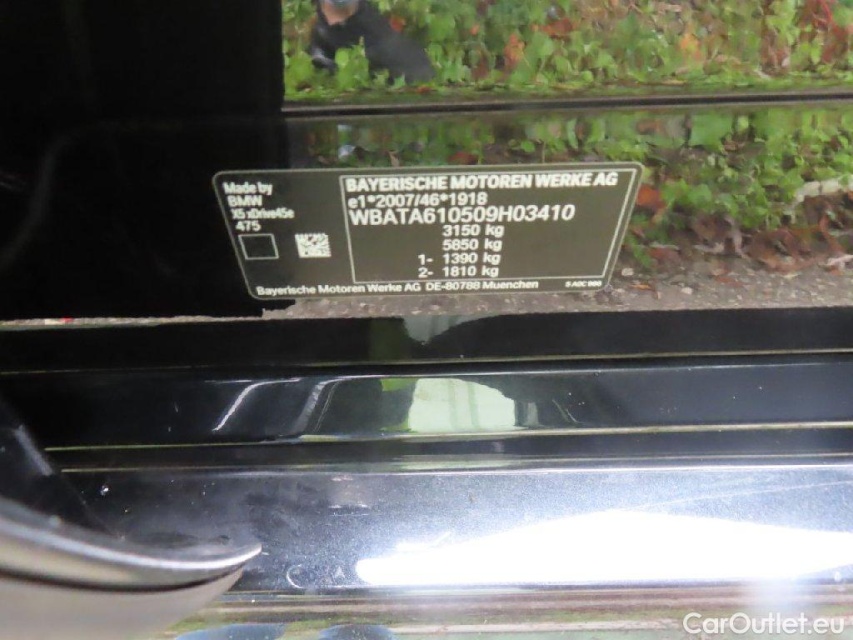 Made by
BMW
X5 xDrive45e
475
BAYERISCHE MOTOREN WERKE AG
e1*2007/46*1918
WBATA610509H03410
3150 kg
5850 kg
1- 1390 kg
2- 1810 kg
Bayerische Motoren Werke AG DE-80788 Muenchen
CarOutlet.eu